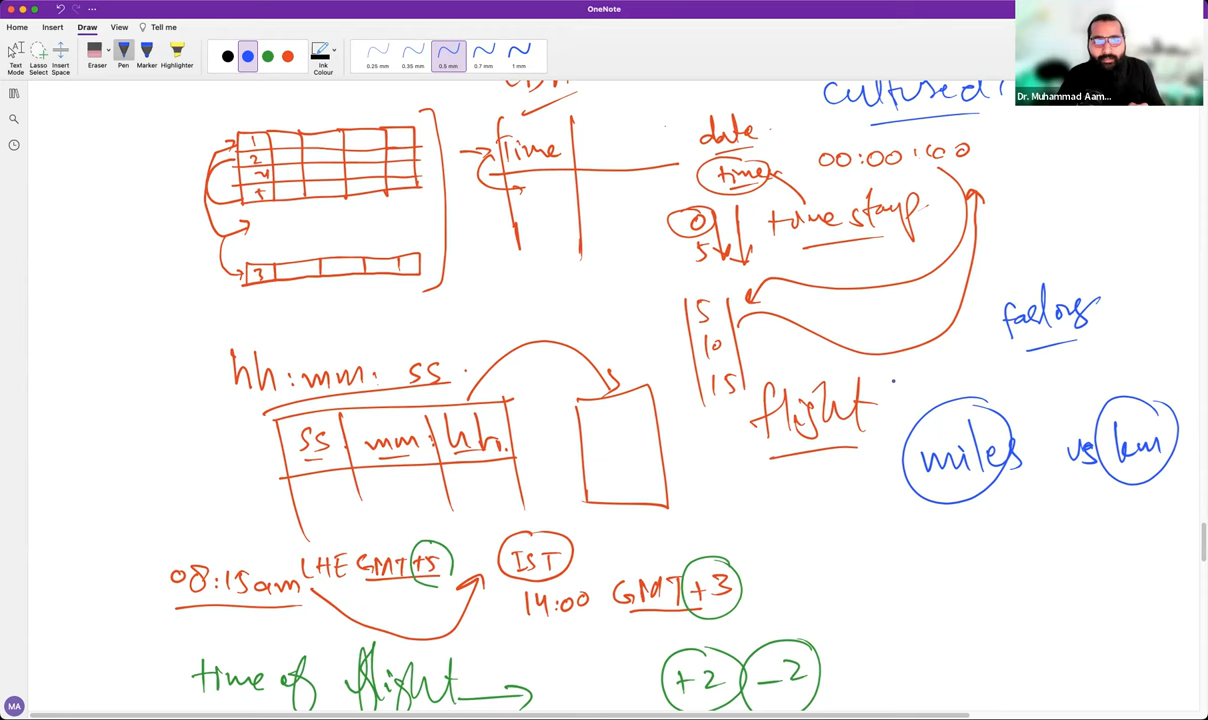 OneNote
Home Insert Draw View Tell me
Text Mode
Lasso Select
Insert Space
Eraser
Pen
Marker
Highlighter
Ink Colour
0.25 mm
0.35 mm
0.5 mm
0.7 mm
1 mm
Dr. Muhammad Aam...
date
time
00:00:00
time stamp
Time
1
2
4
5
3
0
5
5
10
15
hh:mm: ss
ss mm: hh.
flight
miles vs km
08:15am LHE GMT+5 IST
14:00 GMT+3
time of flight
+2 -2
MA